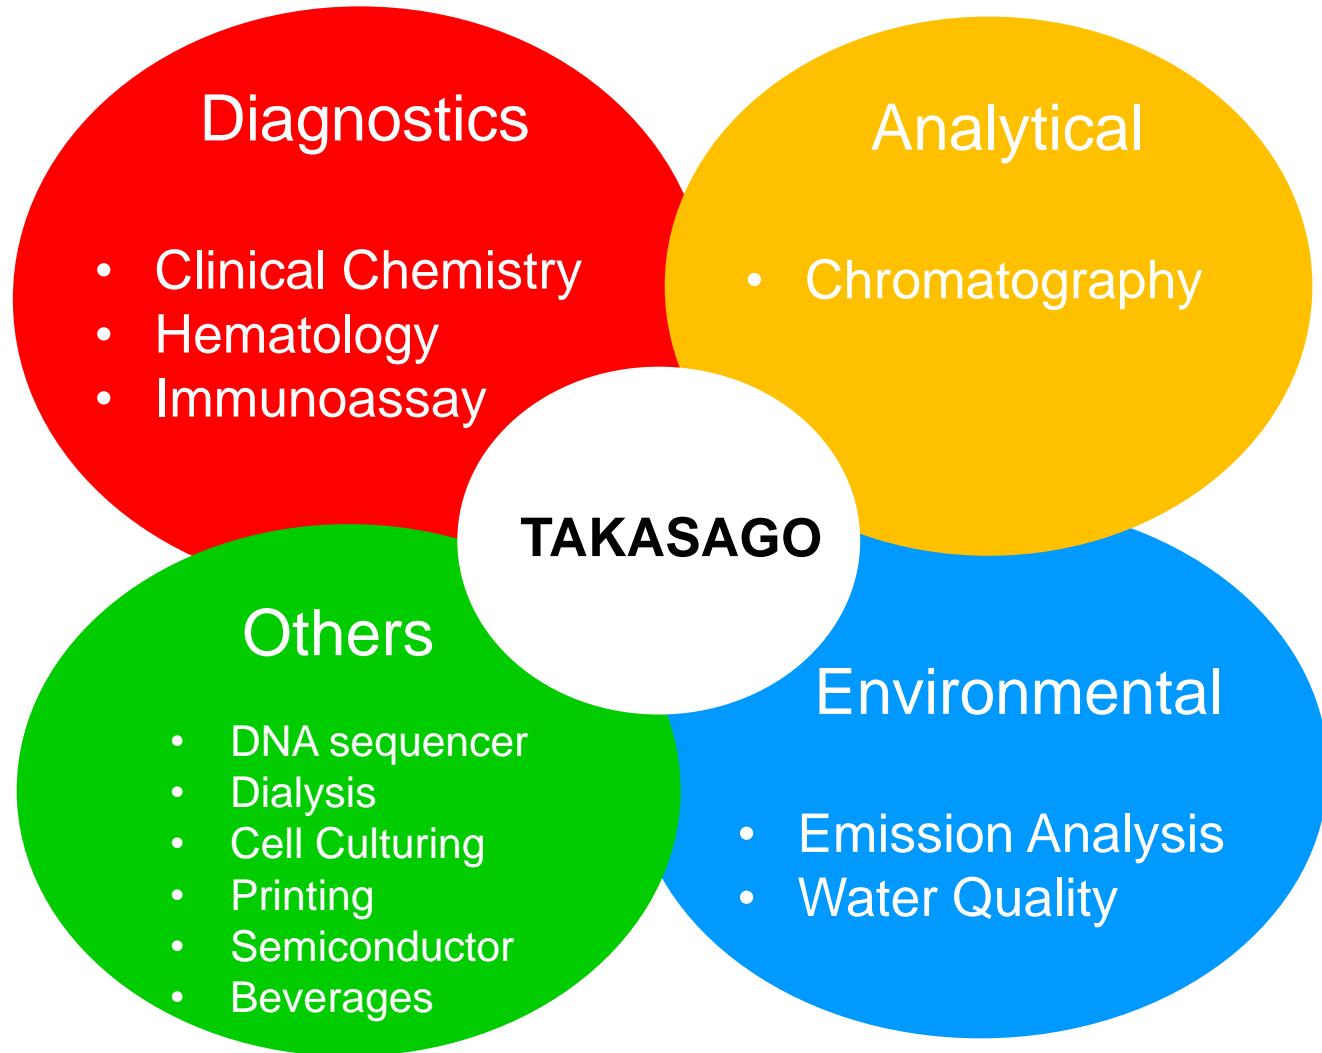 Diagnostics
• Clinical Chemistry
• Hematology
• Immunoassay
Analytical
• Chromatography
TAKASAGO
Others
• DNA sequencer
• Dialysis
• Cell Culturing
• Printing
• Semiconductor
• Beverages
Environmental
• Emission Analysis
• Water Quality